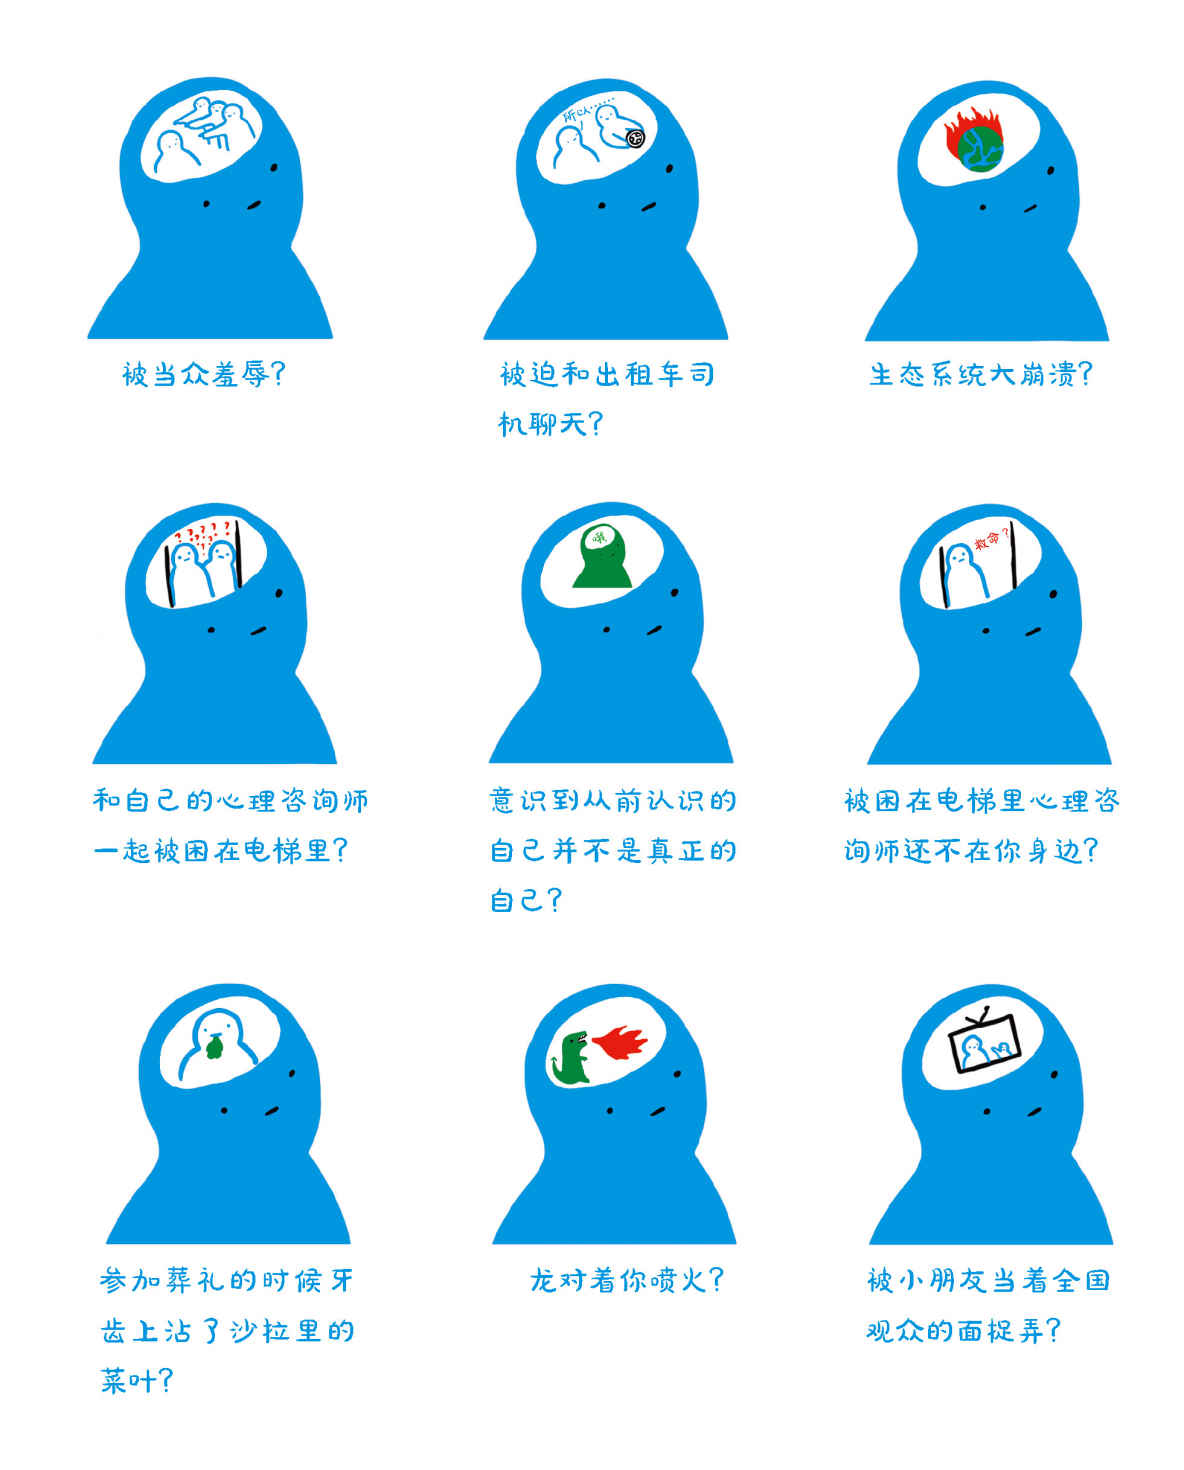 所以……
被当众羞辱?
被迫和出租车司
机聊天?
生态系统大崩溃?
? ? ? ? ?
? ? ?
?
和自己的心理咨询师
一起被困在电梯里?
哦
意识到从前认识的
自己并不是真正的
自己?
救命?
被困在电梯里心理咨
询师还不在你身边?
参加葬礼的时候牙
齿上沾了沙拉里的
菜叶?
龙对着你喷火?
被小朋友当着全国
观众的面捉弄?